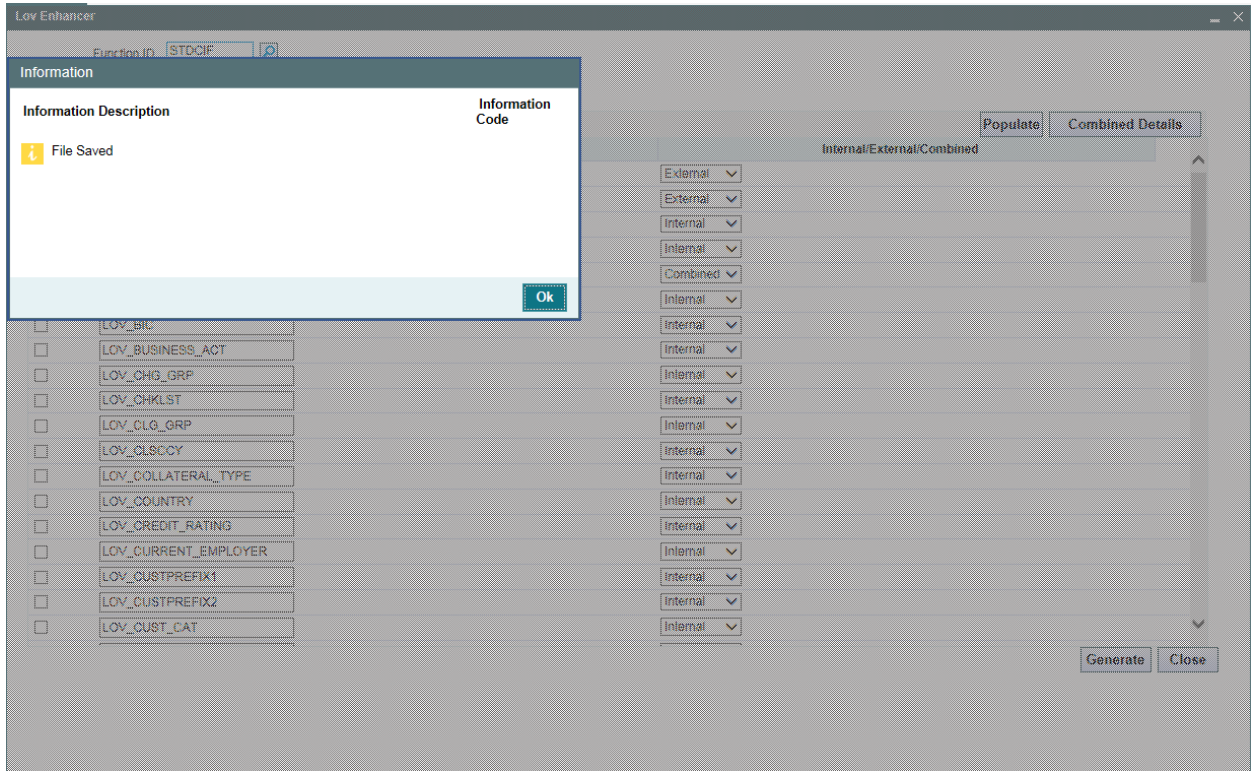 Lov Enhancer
Function ID STDCIF
Information
Information Description
Information Code
File Saved
Ok
Populate Combined Details
Internal/External/Combined
External
External
Internal
Internal
Combined
Internal
LOV_BIC Internal
LOV_BUSINESS_ACT Internal
LOV_CHG_GRP Internal
LOV_CHKLST Internal
LOV_CLG_GRP Internal
LOV_CLSCCY Internal
LOV_COLLATERAL_TYPE Internal
LOV_COUNTRY Internal
LOV_CREDIT_RATING Internal
LOV_CURRENT_EMPLOYER Internal
LOV_CUSTPREFIX1 Internal
LOV_CUSTPREFIX2 Internal
LOV_CUST_CAT Internal
Generate Close